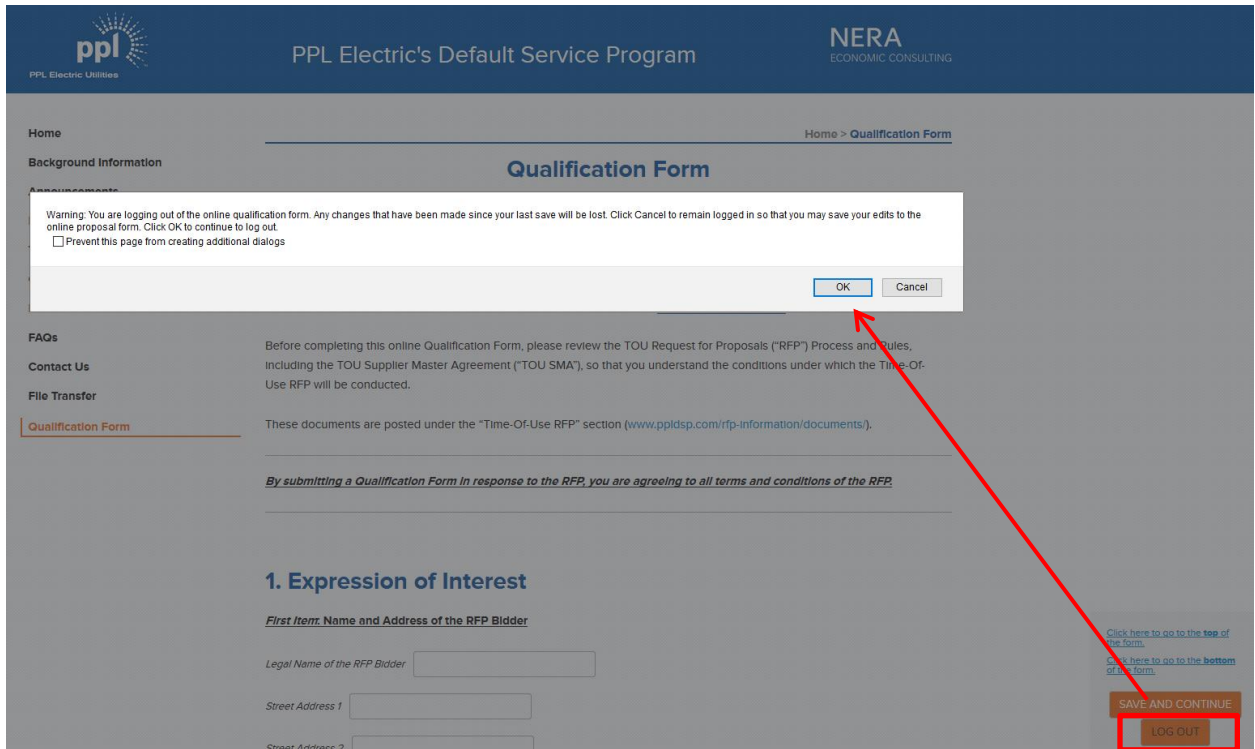 ppl
PPL Electric Utilities
PPL Electric's Default Service Program
NERA
ECONOMIC CONSULTING
Home
Background Information
Announcements
FAQs
Contact Us
File Transfer
Qualification Form
Home > Qualification Form
Qualification Form
Warning: You are logging out of the online qualification form. Any changes that have been made since your last save will be lost. Click Cancel to remain logged in so that you may save your edits to the
online proposal form. Click OK to continue to log out.
Prevent this page from creating additional dialogs
OK
Cancel
Before completing this online Qualification Form, please review the TOU Request for Proposals (“RFP”) Process and Rules,
including the TOU Supplier Master Agreement (“TOU SMA”), so that you understand the conditions under which the Time-Of-
Use RFP will be conducted.
These documents are posted under the “Time-Of-Use RFP” section (www.ppldsp.com/rfp-information/documents/).
By submitting a Qualification Form in response to the RFP, you are agreeing to all terms and conditions of the RFP.
1. Expression of Interest
First Item: Name and Address of the RFP Bidder
Legal Name of the RFP Bidder
Street Address 1
Street Address 2
Click here to go to the top of
the form.
Click here to go to the bottom
of the form.
SAVE AND CONTINUE
LOG OUT